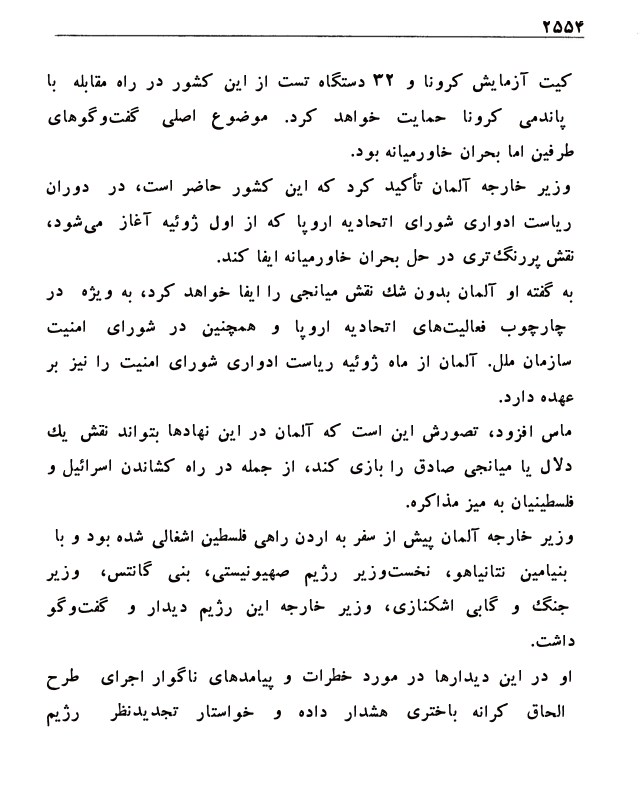 ۲۵۵۴
کیت آزمایش کرونا و ۳۲ دستگاه تست از این کشور در راه مقابله با
پاندمی کرونا حمایت خواهد کرد. موضوع اصلی گفت‌وگوهای
طرفین اما بحران خاورمیانه بود.
وزیر خارجه آلمان تأکید کرد که این کشور حاضر است، در دوران
ریاست ادواری شورای اتحادیه اروپا که از اول ژوئیه آغاز می‌شود،
نقش پررنگ‌تری در حل بحران خاورمیانه ایفا کند.
به گفته او آلمان بدون شك نقش میانجی را ایفا خواهد کرد، به ویژه در
چارچوب فعالیت‌های اتحادیه اروپا و همچنین در شورای امنیت
سازمان ملل. آلمان از ماه ژوئیه ریاست ادواری شورای امنیت را نیز بر
عهده دارد.
ماس افزود، تصورش این است که آلمان در این نهادها بتواند نقش یك
دلال یا میانجی صادق را بازی کند، از جمله در راه کشاندن اسرائیل و
فلسطینیان به میز مذاکره.
وزیر خارجه آلمان پیش از سفر به اردن راهی فلسطین اشغالی شده بود و با
بنیامین نتانیاهو، نخست‌وزیر رژیم صهیونیستی، بنی گانتس، وزیر
جنگ و گابی اشکنازی، وزیر خارجه این رژیم دیدار و گفت‌وگو
داشت.
او در این دیدارها در مورد خطرات و پیامدهای ناگوار اجرای طرح
الحاق کرانه باختری هشدار داده و خواستار تجدیدنظر رژیم